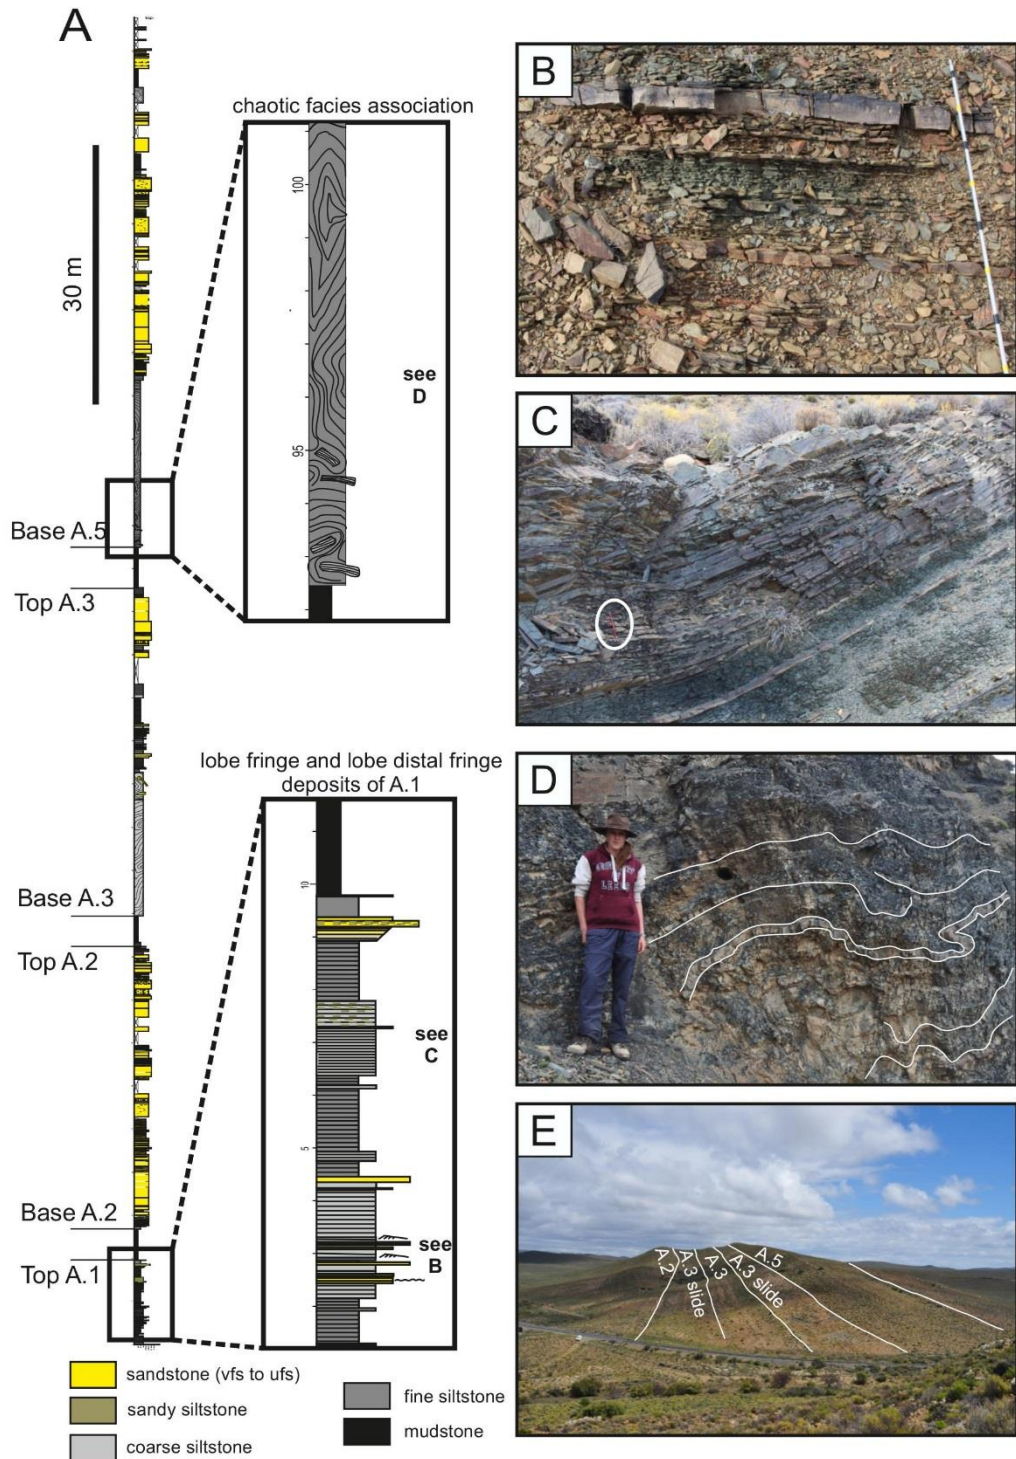 A
30 m
Base A.5
Top A.3
Base A.3
Top A.2
Base A.2
Top A.1
chaotic facies association
100
95
see
D
lobe fringe and lobe distal fringe
deposits of A.1
10
5
see
C
see
B
sandstone (vfs to ufs)
sandy siltstone
coarse siltstone
fine siltstone
mudstone
B
C
D
E
A.2
A.3 slide
A.3
A.3 slide
A.5